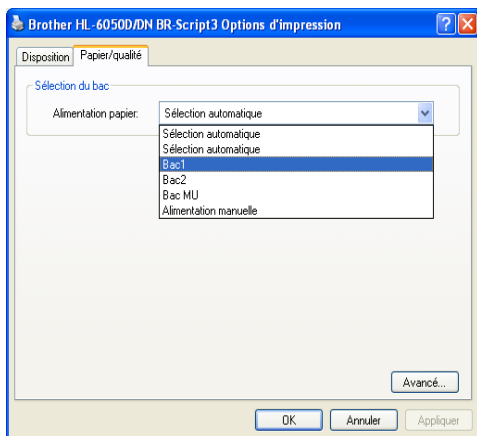 Brother HL-6050D/DN BR-Script3 Options d'impression
Disposition Papier/qualité
Sélection du bac
Alimentation papier: Sélection automatique
Sélection automatique
Sélection automatique
Bac1
Bac2
Bac MU
Alimentation manuelle
Avancé...
OK Annuler Appliquer